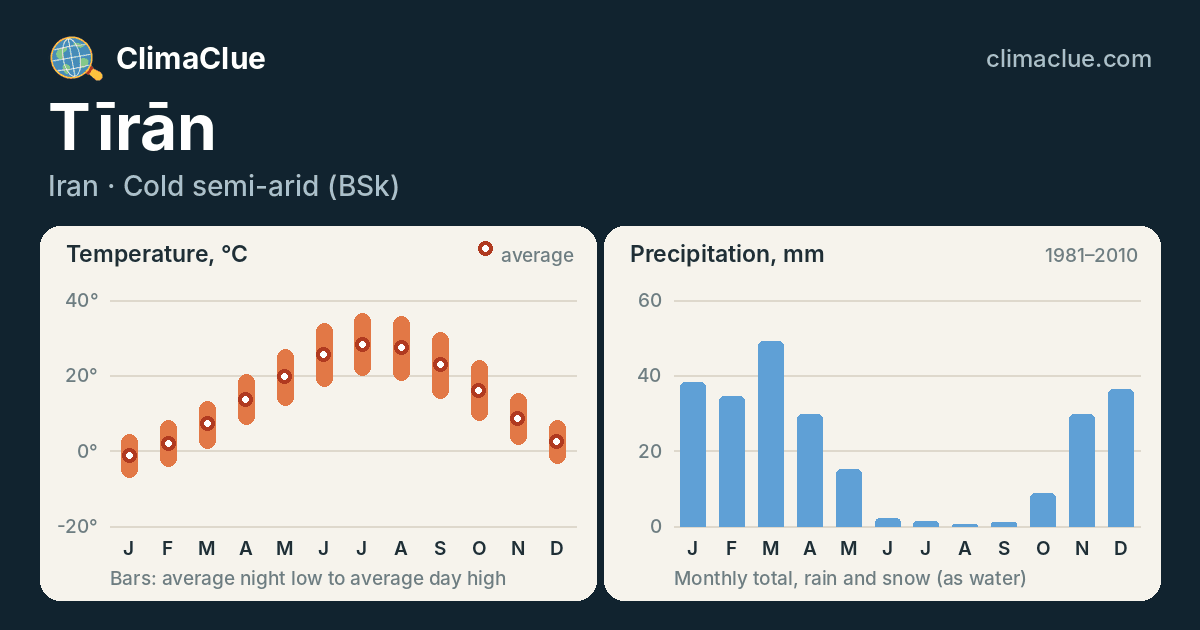 ClimaClue
climaclue.com
Tīrān
Iran · Cold semi-arid (BSk)
Temperature, °C
average
40°
20°
0°
-20°
J F M A M J J A S O N D
Bars: average night low to average day high
Precipitation, mm
1981–2010
60
40
20
0
J F M A M J J A S O N D
Monthly total, rain and snow (as water)